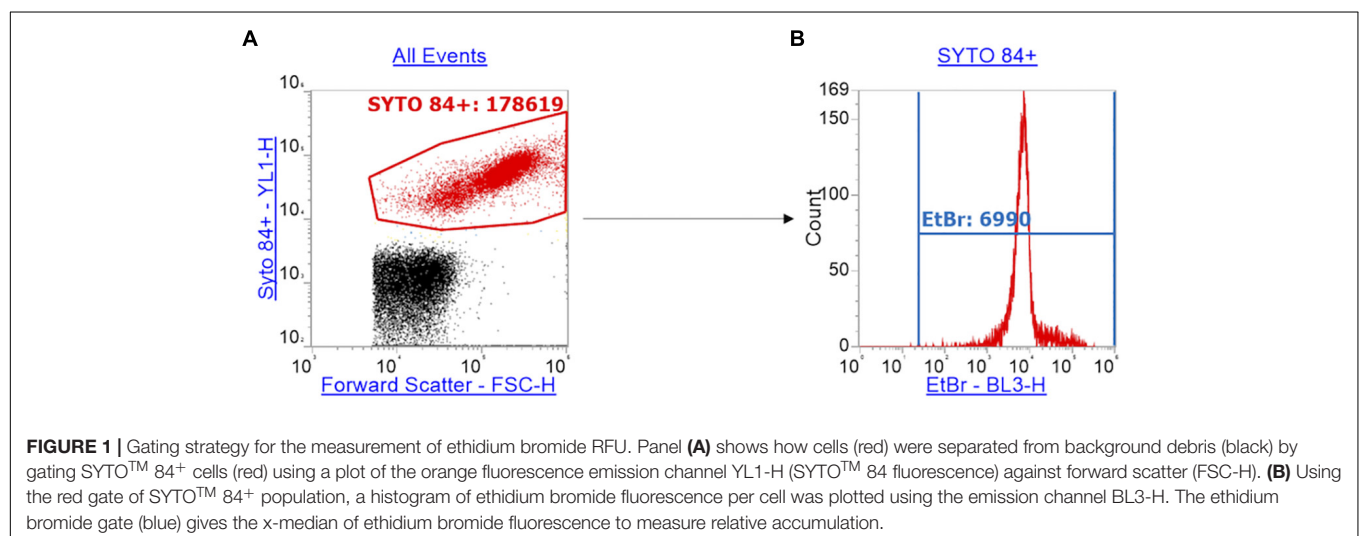 A
B
All Events
SYTO 84+
SYTO 84+: 178619
Syto 84+ - YL1-H
10⁶
10⁵
10⁴
10³
10²
10³ 10⁴ 10⁵ 10⁶
Forward Scatter - FSC-H
Count
169
150
100
50
0
EtBr: 6990
10⁰ 10¹ 10² 10³ 10⁴ 10⁵ 10⁶
EtBr - BL3-H
FIGURE 1 | Gating strategy for the measurement of ethidium bromide RFU. Panel (A) shows how cells (red) were separated from background debris (black) by
gating SYTO™ 84⁺ cells (red) using a plot of the orange fluorescence emission channel YL1-H (SYTO™ 84 fluorescence) against forward scatter (FSC-H). (B) Using
the red gate of SYTO™ 84⁺ population, a histogram of ethidium bromide fluorescence per cell was plotted using the emission channel BL3-H. The ethidium
bromide gate (blue) gives the x-median of ethidium bromide fluorescence to measure relative accumulation.